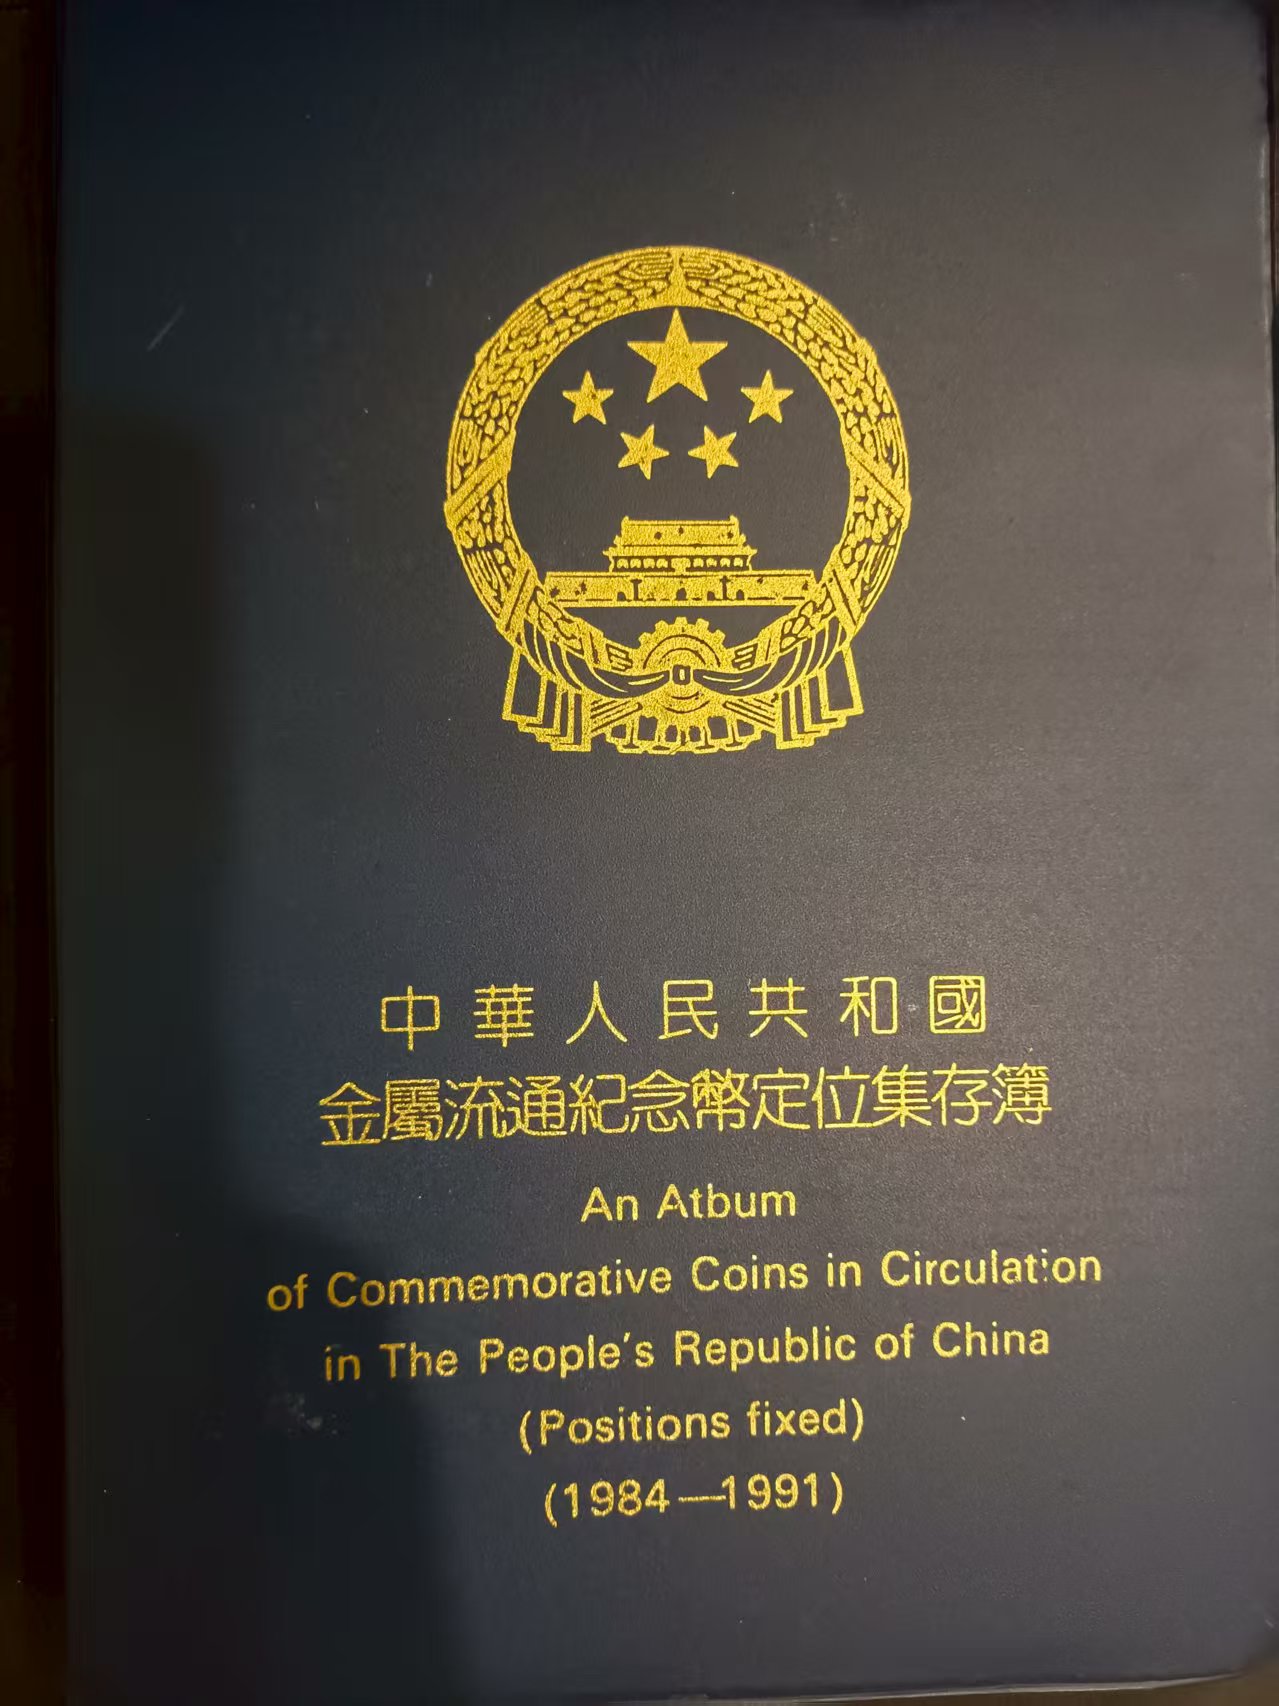 中華人民共和國
金屬流通紀念幣定位集存簿
An Atbum
of Commemorative Coins in Circulation
in The People's Republic of China
(Positions fixed)
(1984—1991)